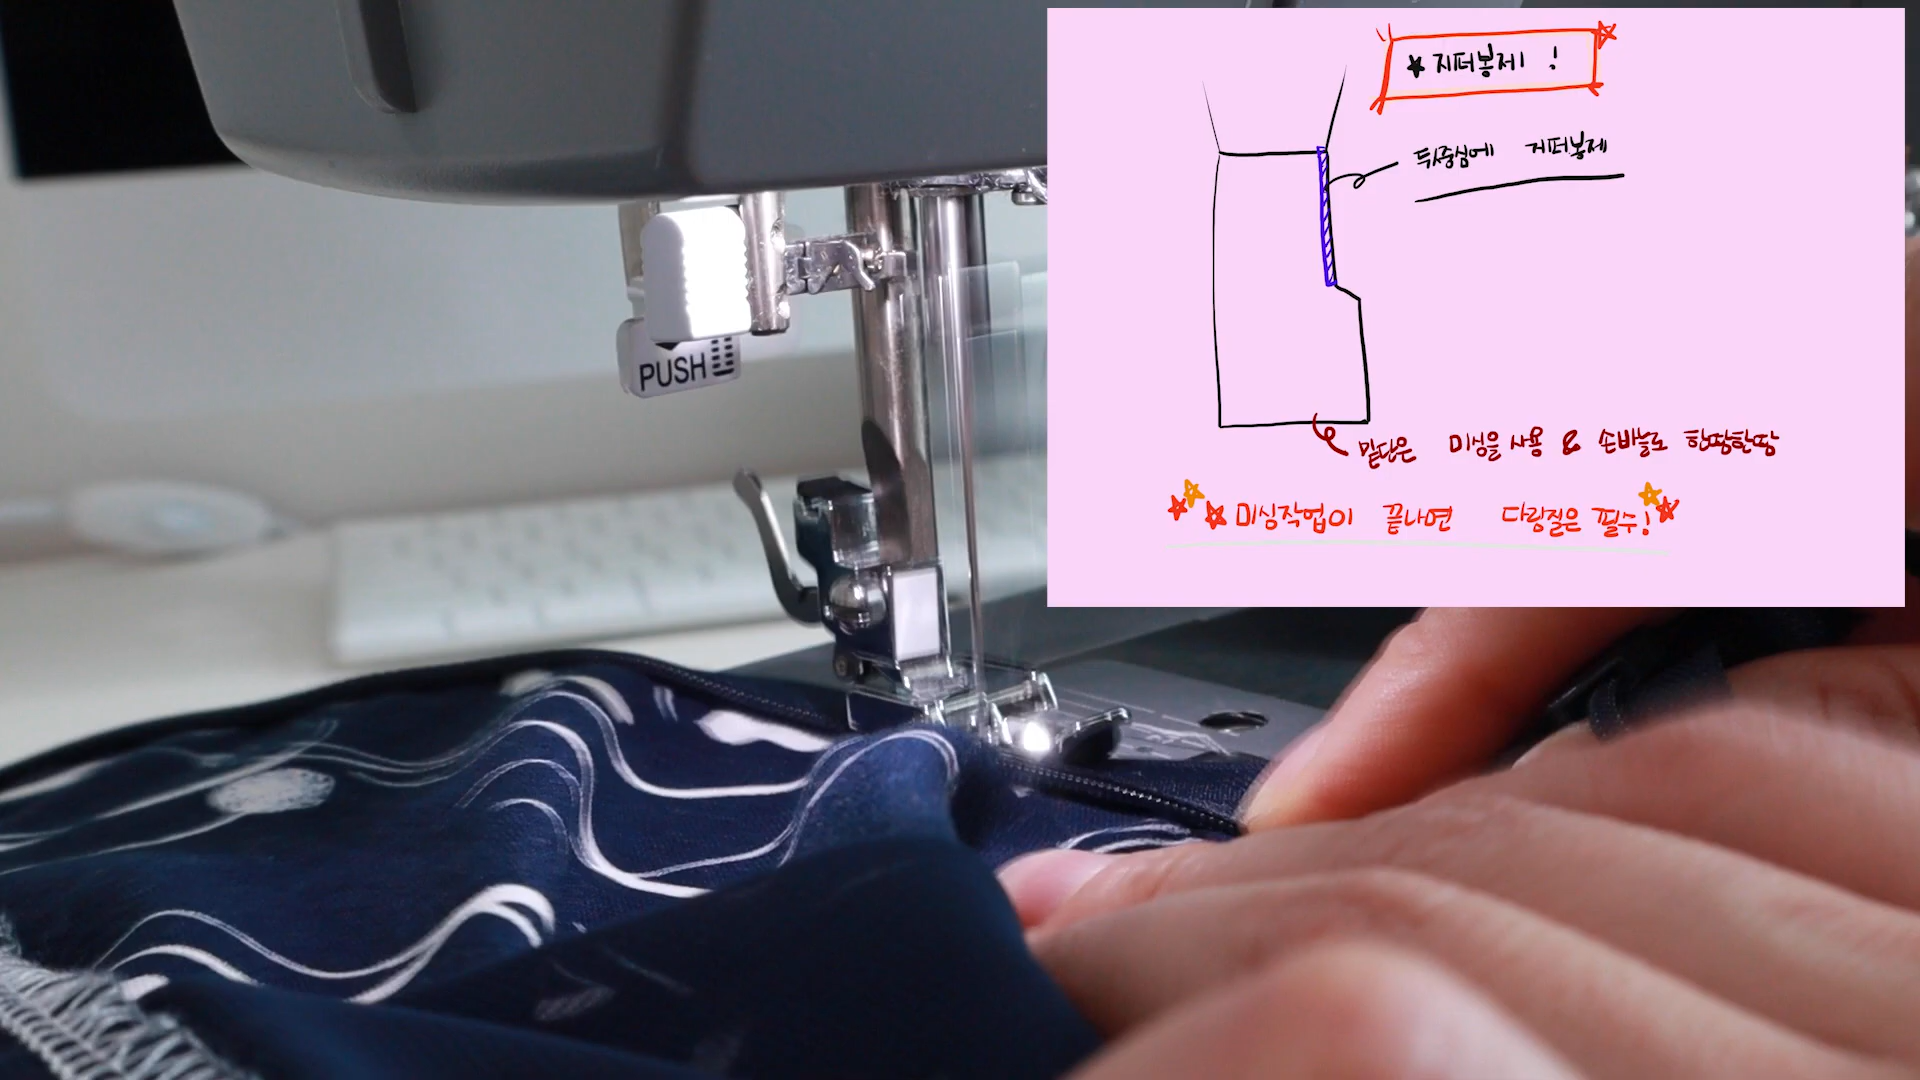 ★지퍼봉제!
뒤중심에 지퍼봉제
PUSH
밑단은 미싱을 사용 & 손바늘로 한땀한땀
미싱작업이 끝나면 다림질은 필수!